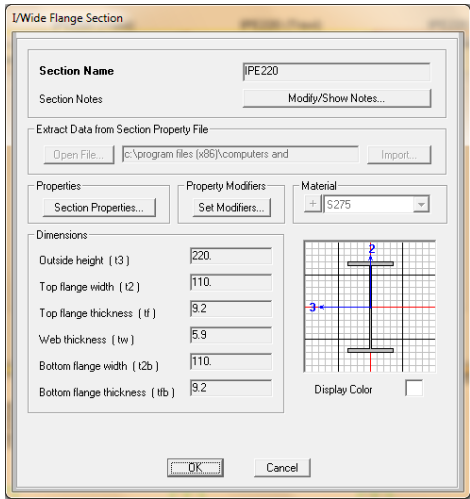 I/Wide Flange Section
Section Name IPE220
Section Notes Modify/Show Notes...
Extract Data from Section Property File
Open File... c:\program files (x86)\computers and Import...
Properties Property Modifiers Material
Section Properties... Set Modifiers... + S275
Dimensions
Outside height ( t3 ) 220.
Top flange width ( t2 ) 110.
Top flange thickness ( tf ) 9.2
Web thickness ( tw ) 5.9
Bottom flange width ( t2b ) 110.
Bottom flange thickness ( tfb ) 9.2
2
3
Display Color
OK Cancel